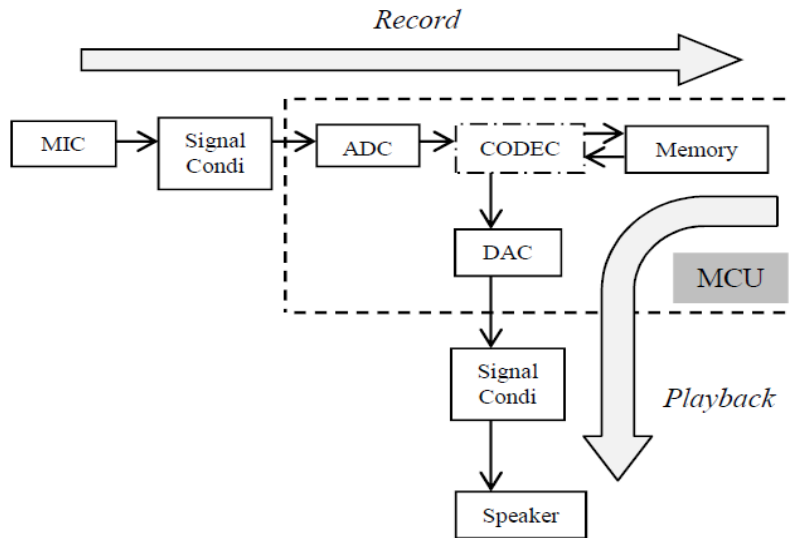 Record
MIC
Signal
Condi
ADC
CODEC
Memory
DAC
MCU
Signal
Condi
Playback
Speaker